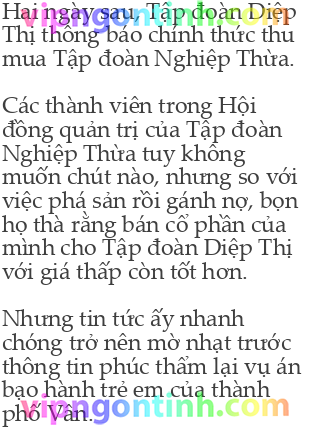 Hai ngày sau, Tập đoàn Diệp
Thị thông báo chính thức thu
mua Tập đoàn Nghiệp Thừa.
Các thành viên trong Hội
đồng quản trị của Tập đoàn
Nghiệp Thừa tuy không
muốn chút nào, nhưng so với
việc phá sản rồi gánh nợ, bọn
họ thà rằng bán cổ phần của
mình cho Tập đoàn Diệp Thị
với giá thấp còn tốt hơn.
Nhưng tin tức ấy nhanh
chóng trở nên mờ nhạt trước
thông tin phúc thẩm lại vụ án
bạo hành trẻ em của thành
phố Vân.
vipngontinh.com
vipngontinh.com